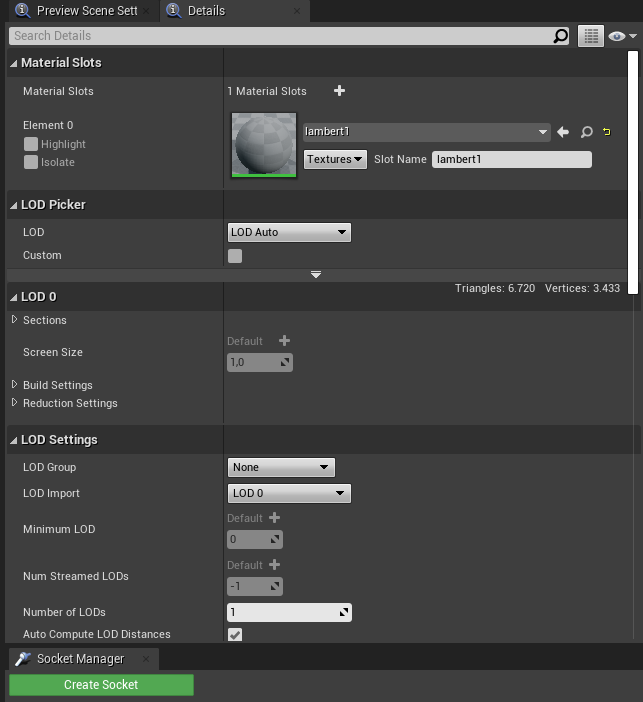 Preview Scene Sett
Details
Search Details
Material Slots
Material Slots
1 Material Slots
Element 0
Highlight
Isolate
lambert1
Textures
Slot Name
lambert1
LOD Picker
LOD
LOD Auto
Custom
LOD 0
Triangles: 6.720 Vertices: 3.433
Sections
Screen Size
Default
1,0
Build Settings
Reduction Settings
LOD Settings
LOD Group
None
LOD Import
LOD 0
Minimum LOD
Default
0
Num Streamed LODs
Default
-1
Number of LODs
1
Auto Compute LOD Distances
Socket Manager
Create Socket